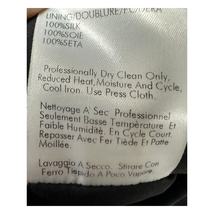 LINING/DOUBLURE/FODERA
100%SILK
100%SOIE
100%SETA
Professionally Dry Clean Only,
Reduced Heat,Moisture And Cycle,
Cool Iron. Use Press Cloth.
Nettoyage A Sec Professionnel
Seulement Basse Température Et
Faible Humidité. En Cycle Court.
Repasser Avec Fer Tiède Et Patte
Moillée.
Lavaggio A Secco. Stirare Con
Ferro Tiepido A Poco Vapore.